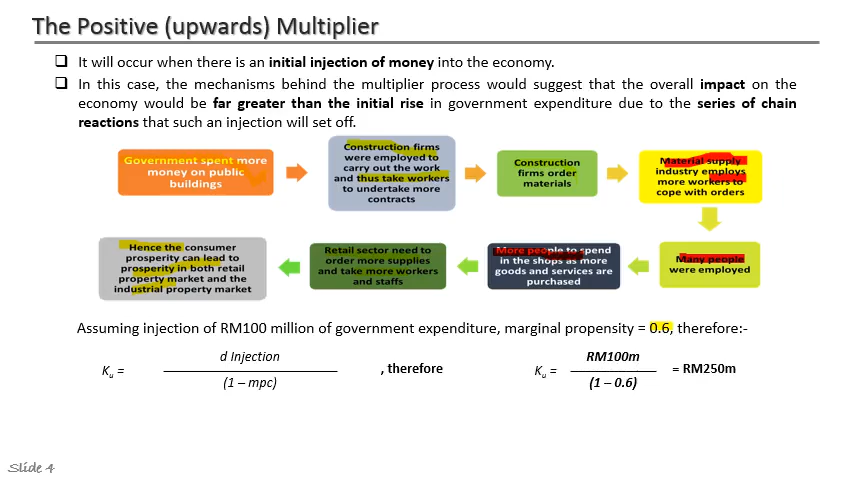 The Positive (upwards) Multiplier
❑ It will occur when there is an initial injection of money into the economy.
❑ In this case, the mechanisms behind the multiplier process would suggest that the overall impact on the
economy would be far greater than the initial rise in government expenditure due to the series of chain
reactions that such an injection will set off.
Government spent more
money on public
buildings
Construction firms
were employed to
carry out the work
and thus take workers
to undertake more
contracts
Construction
firms order
materials
Material supply
industry employs
more workers to
cope with orders
Many people
were employed
More people to spend
in the shops as more
goods and services are
purchased
Retail sector need to
order more supplies
and take more workers
and staffs
Hence the consumer
prosperity can lead to
prosperity in both retail
property market and the
industrial property market
Assuming injection of RM100 million of government expenditure, marginal propensity = 0.6, therefore:-
Ku =
d Injection
(1 – mpc)
, therefore
Ku =
RM100m
(1 – 0.6)
= RM250m
Slide 4